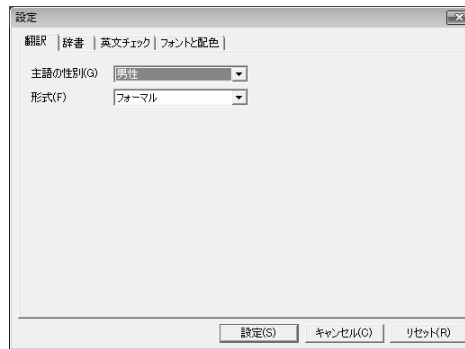 設定
翻訳 辞書 英文チェック フォントと配色
主語の性別(G) 男性
形式(F) フォーマル
設定(S) キャンセル(C) リセット(R)